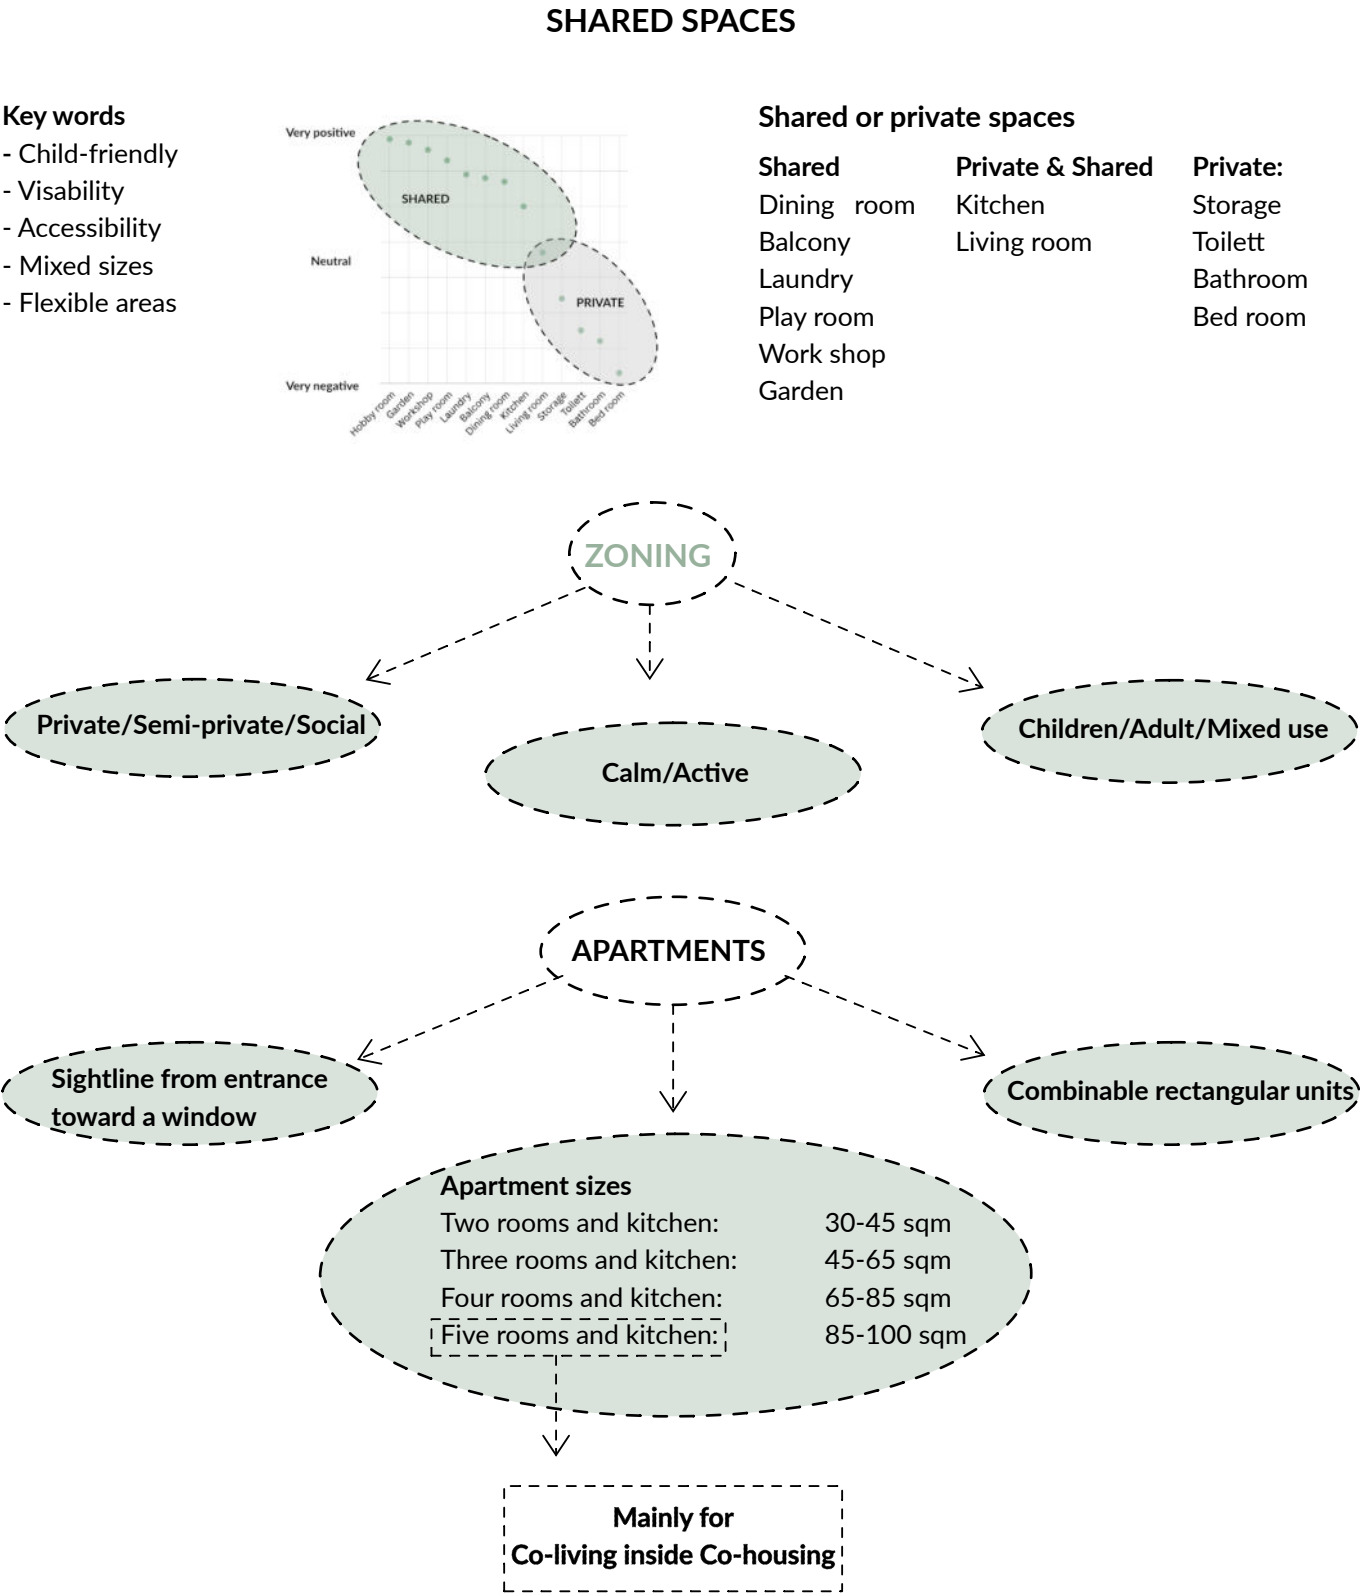 SHARED SPACES
Key words
- Child-friendly
- Visability
- Accessibility
- Mixed sizes
- Flexible areas
Very positive
Neutral
Very negative
SHARED
PRIVATE
Hobby room
Garden
Workshop
Play room
Laundry
Balcony
Dining room
Kitchen
Living room
Storage
Toilett
Bathroom
Bed room
Shared or private spaces
Shared
Dining room
Balcony
Laundry
Play room
Work shop
Garden
Private & Shared
Kitchen
Living room
Private:
Storage
Toilett
Bathroom
Bed room
ZONING
Private/Semi-private/Social
Calm/Active
Children/Adult/Mixed use
APARTMENTS
Sightline from entrance
toward a window
Combinable rectangular units
Apartment sizes
Two rooms and kitchen: 30-45 sqm
Three rooms and kitchen: 45-65 sqm
Four rooms and kitchen: 65-85 sqm
Five rooms and kitchen: 85-100 sqm
Mainly for
Co-living inside Co-housing